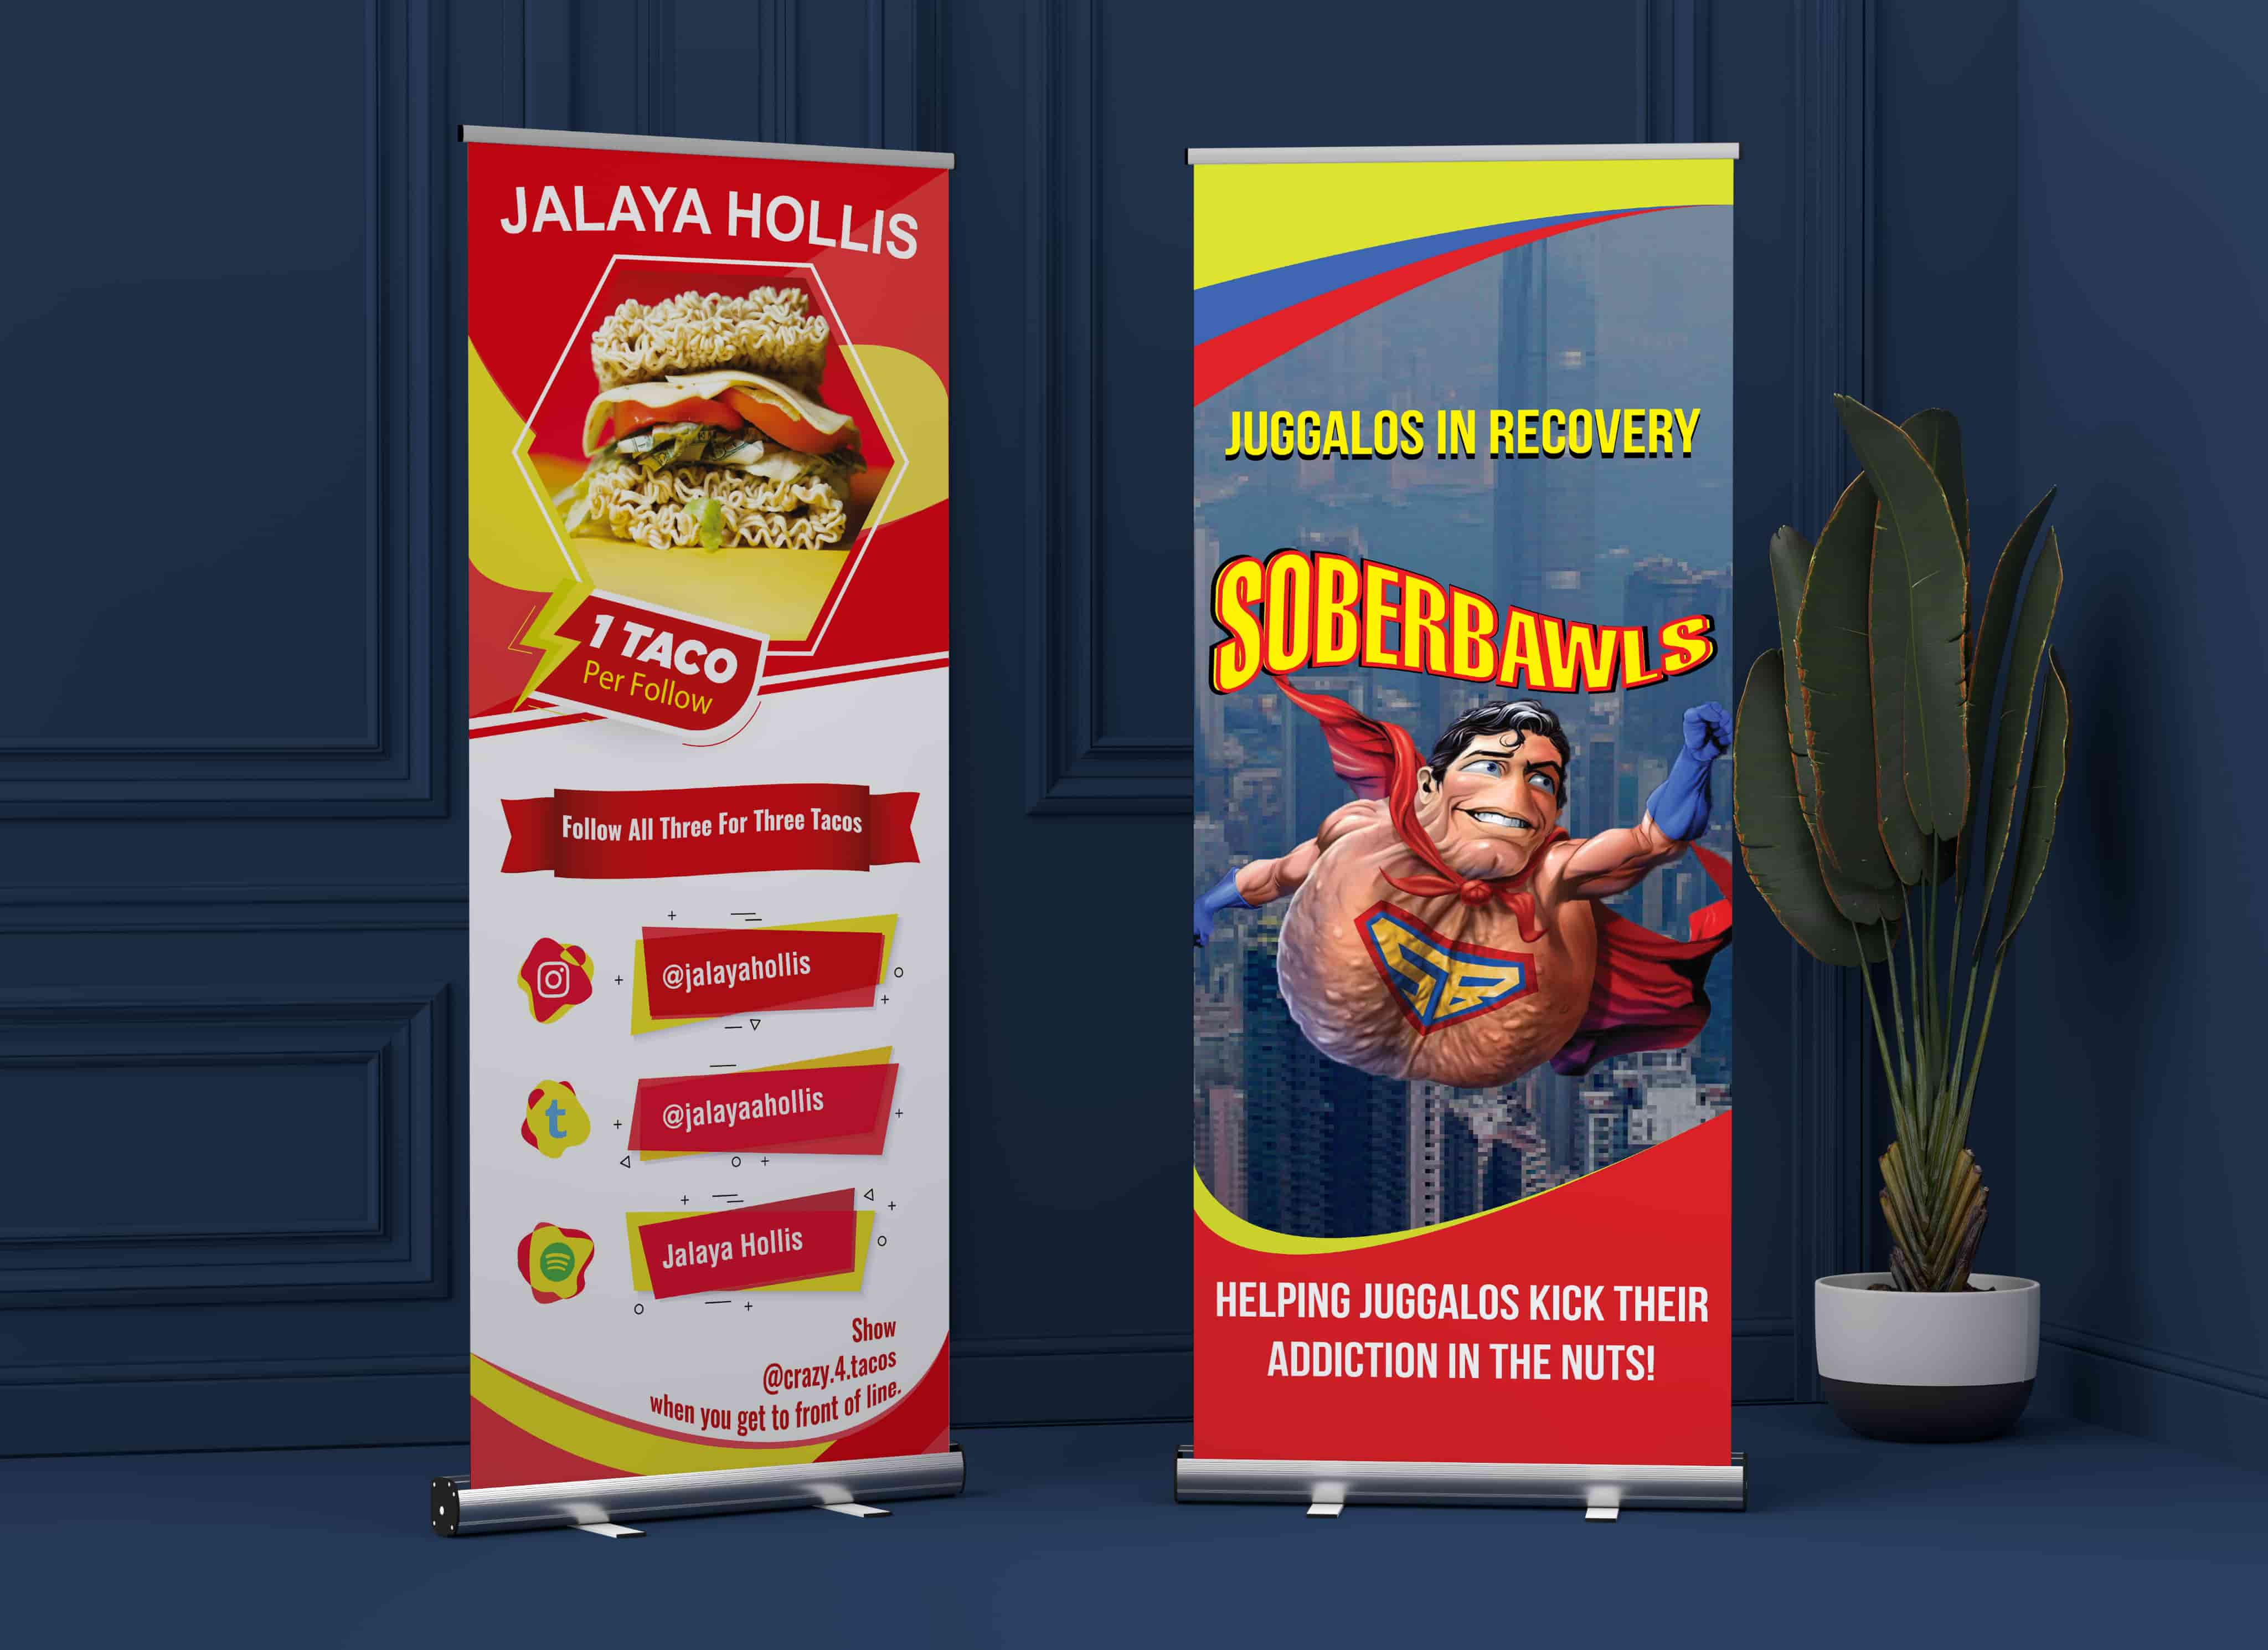 JALAYA HOLLIS
1 TACO
Per Follow
Follow All Three For Three Tacos
@jalayahollis
t
@jalayaahollis
Jalaya Hollis
Show
@crazy.4.tacos
when you get to front of line.
JUGGALOS IN RECOVERY
SOBERBAWLS
SB
HELPING JUGGALOS KICK THEIR
ADDICTION IN THE NUTS!